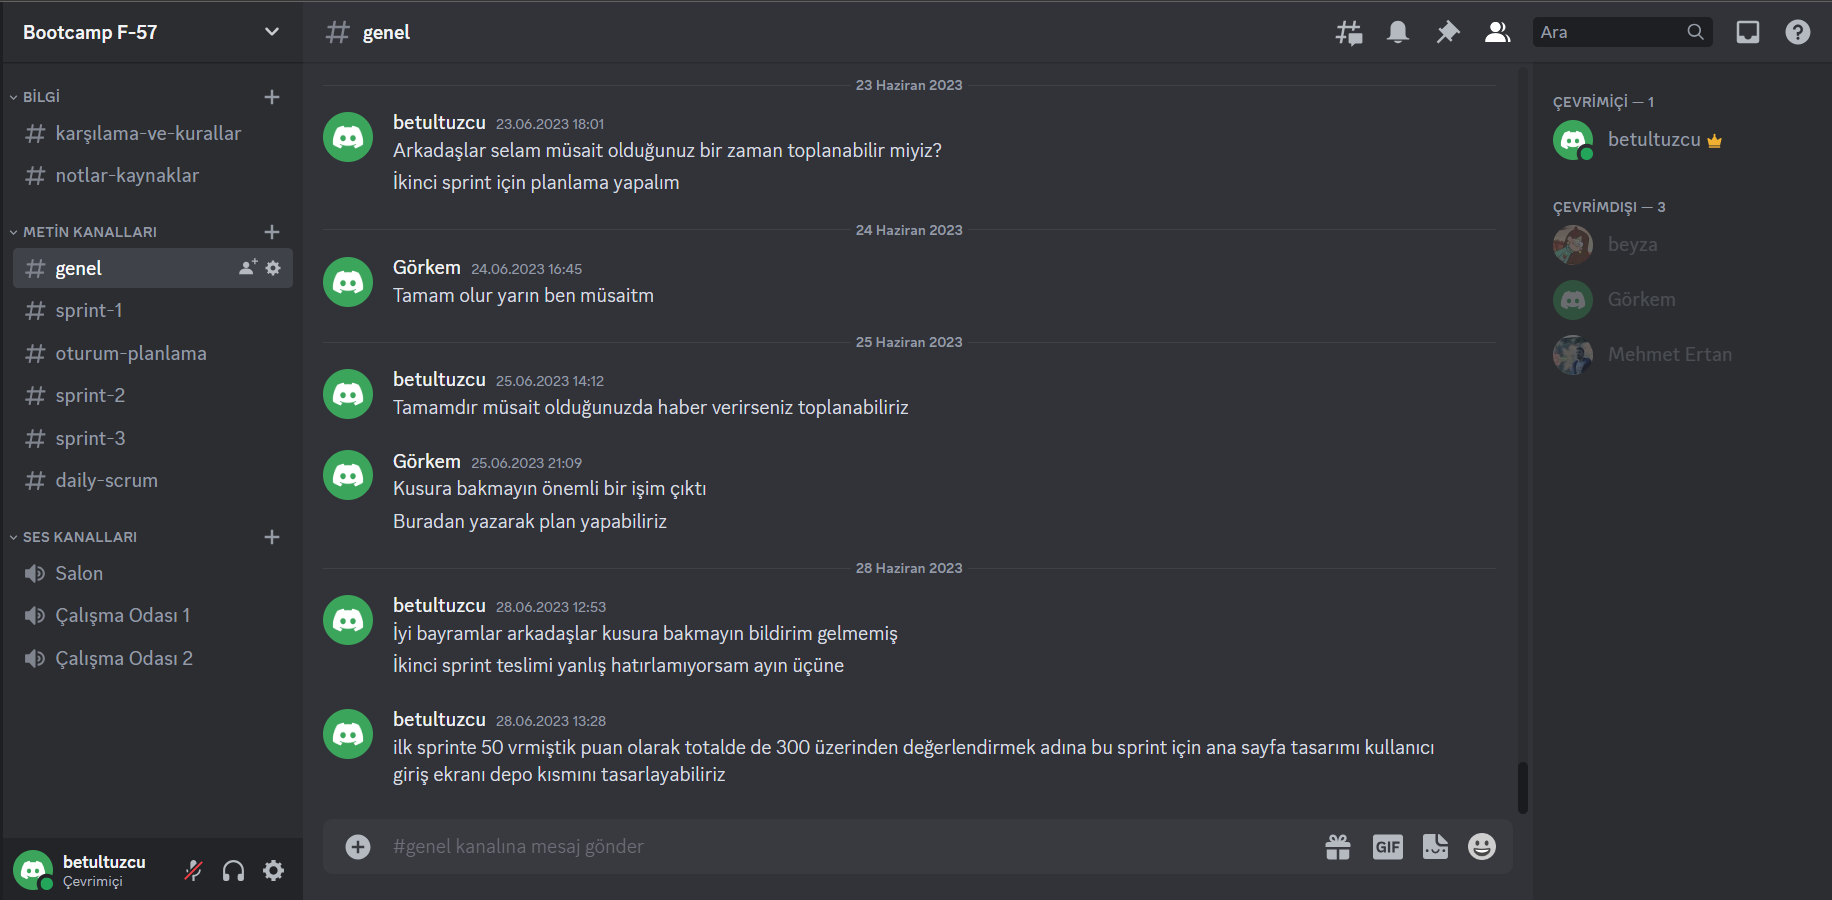 Bootcamp F-57
BİLGİ
karşılama-ve-kurallar
notlar-kaynaklar
METİN KANALLARI
genel
sprint-1
oturum-planlama
sprint-2
sprint-3
daily-scrum
SES KANALLARI
Salon
Çalışma Odası 1
Çalışma Odası 2
betultuzcu
Çevrimiçi
genel
Ara
23 Haziran 2023
betultuzcu 23.06.2023 18:01
Arkadaşlar selam müsait olduğunuz bir zaman toplanabilir miyiz?
İkinci sprint için planlama yapalım
24 Haziran 2023
Görkem 24.06.2023 16:45
Tamam olur yarın ben müsaitm
25 Haziran 2023
betultuzcu 25.06.2023 14:12
Tamamdır müsait olduğunuzda haber verirseniz toplanabiliriz
Görkem 25.06.2023 21:09
Kusura bakmayın önemli bir işim çıktı
Buradan yazarak plan yapabiliriz
28 Haziran 2023
betultuzcu 28.06.2023 12:53
İyi bayramlar arkadaşlar kusura bakmayın bildirim gelmemiş
İkinci sprint teslimi yanlış hatırlamıyorsam ayın üçüne
betultuzcu 28.06.2023 13:28
ilk sprinte 50 vrmiştik puan olarak totalde de 300 üzerinden değerlendirmek adına bu sprint için ana sayfa tasarımı kullanıcı
giriş ekranı depo kısmını tasarlayabiliriz
#genel kanalına mesaj gönder
GIF
ÇEVRİMİÇİ — 1
betultuzcu
ÇEVRİMDIŞI — 3
beyza
Görkem
Mehmet Ertan